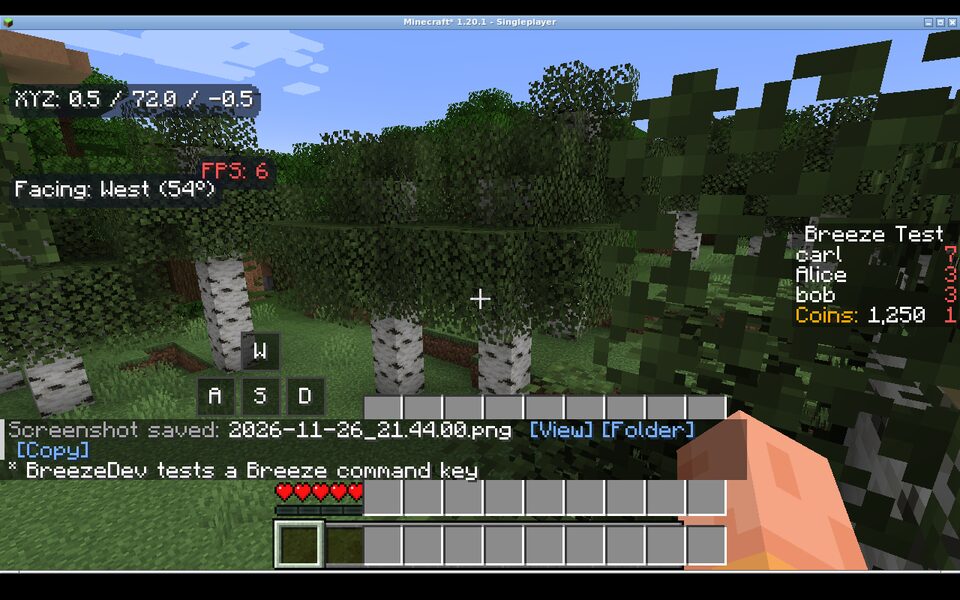 Minecraft* 1.20.1 - Singleplayer
XYZ: 0.5 / 72.0 / -0.5
FPS: 6
Facing: West (54º)
Breeze Test
carl 7
Alice 3
bob 3
Coins: 1,250 1
W
A S D
Screenshot saved: 2026-11-26_21.44.00.png [View] [Folder]
[Copy]
* BreezeDev tests a Breeze command key